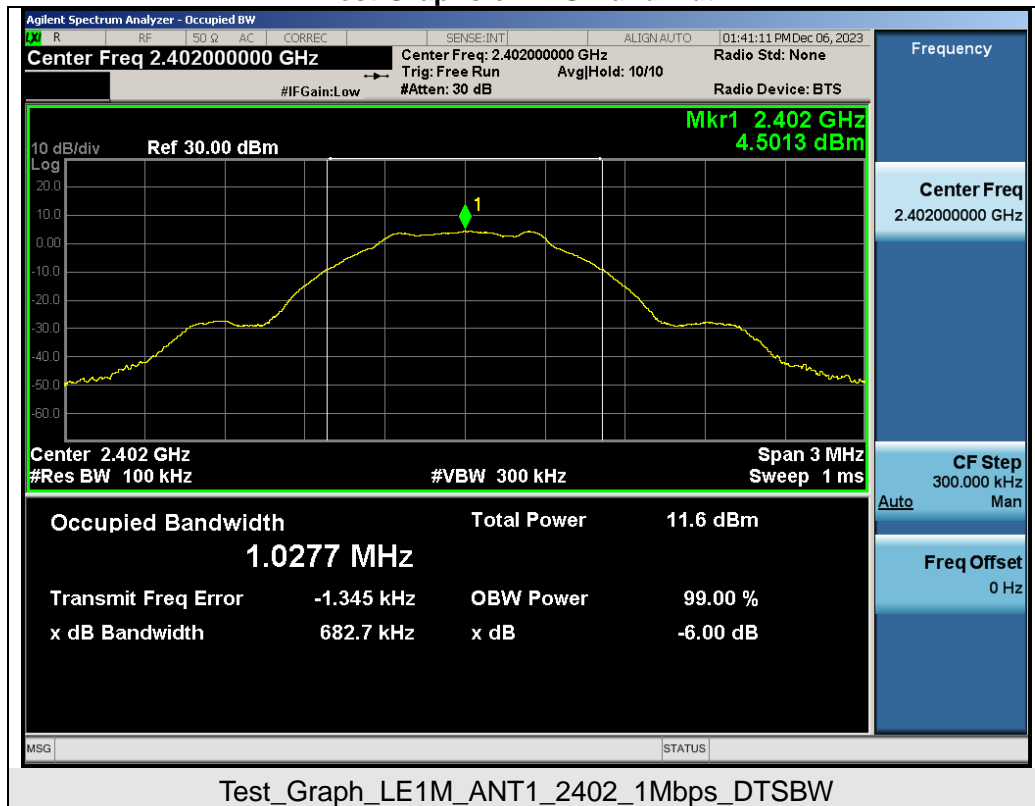 Agilent Spectrum Analyzer - Occupied BW
LXI R RF 50 Ω AC CORREC SENSE:INT ALIGN AUTO 01:41:11 PM Dec 06, 2023
Center Freq 2.402000000 GHz
Center Freq: 2.402000000 GHz
Radio Std: None
Trig: Free Run Avg|Hold: 10/10
#IFGain:Low
#Atten: 30 dB
Radio Device: BTS
Mkr1 2.402 GHz
4.5013 dBm
10 dB/div Ref 30.00 dBm
Log
20.0
10.0
0.00
-10.0
-20.0
-30.0
-40.0
-50.0
-60.0
1
Center 2.402 GHz Span 3 MHz
#Res BW 100 kHz #VBW 300 kHz Sweep 1 ms
Occupied Bandwidth Total Power 11.6 dBm
1.0277 MHz
Transmit Freq Error -1.345 kHz OBW Power 99.00 %
x dB Bandwidth 682.7 kHz x dB -6.00 dB
MSG STATUS
Frequency
Center Freq
2.402000000 GHz
CF Step
300.000 kHz
Auto Man
Freq Offset
0 Hz
Test_Graph_LE1M_ANT1_2402_1Mbps_DTSBW